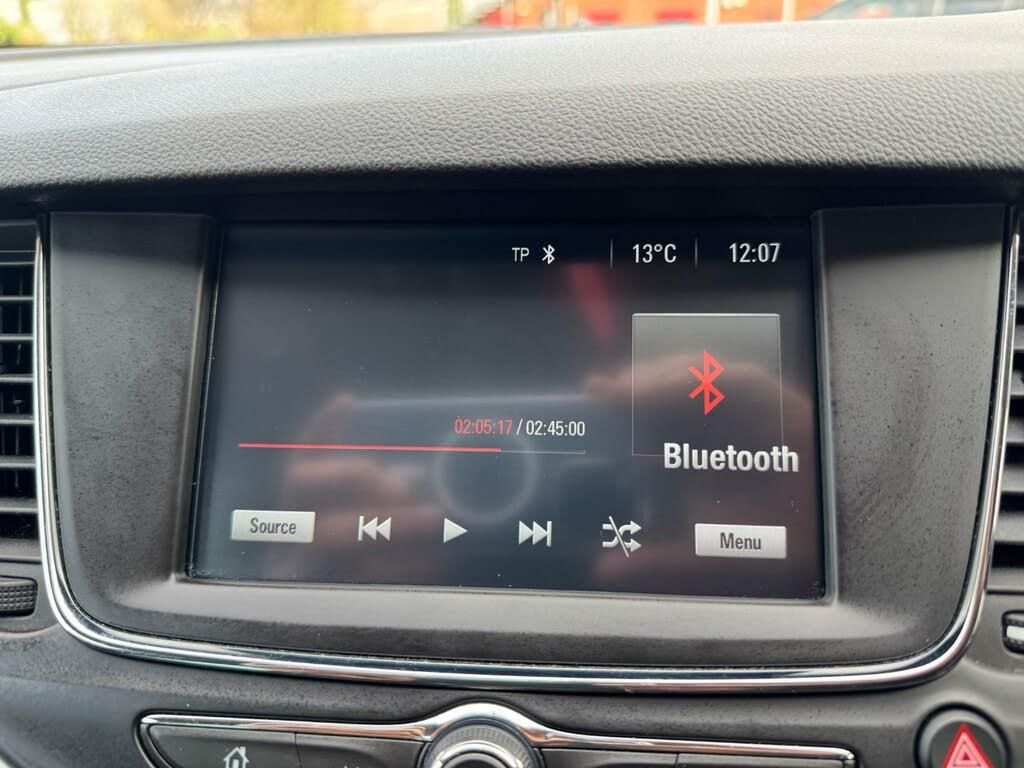 TP 13°C 12:07
02:05:17 / 02:45:00
Bluetooth
Source
Menu